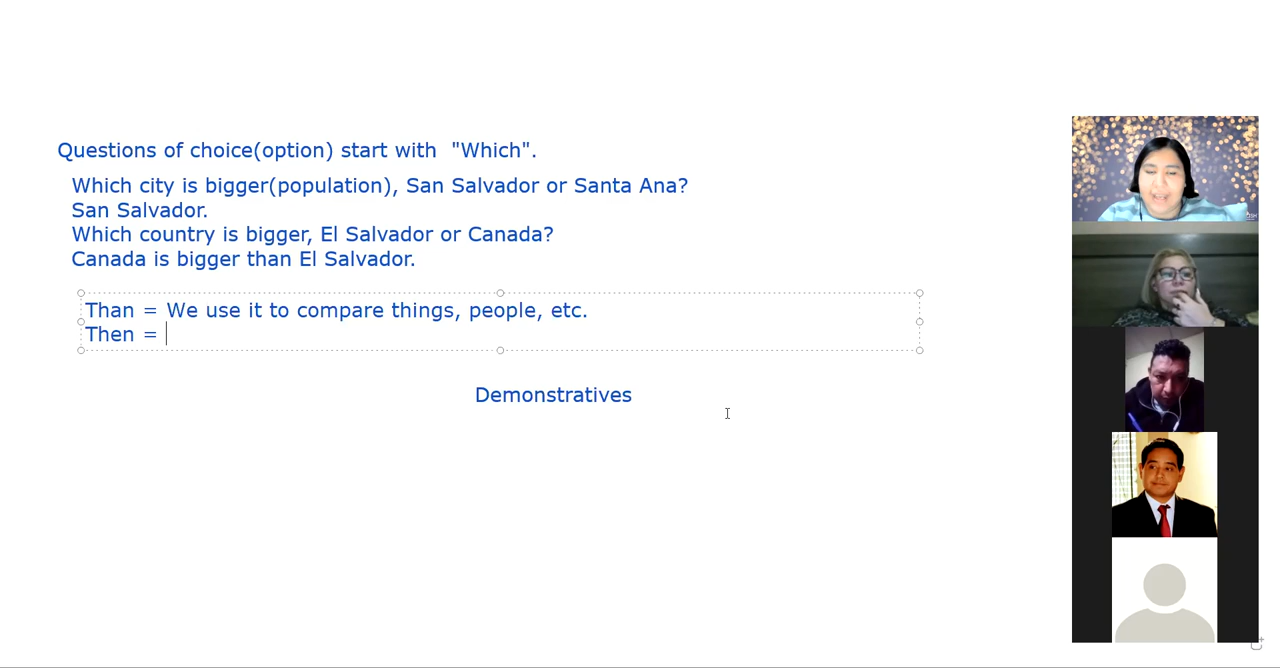 Questions of choice(option) start with  "Which".
Which city is bigger(population), San Salvador or Santa Ana?
San Salvador.
Which country is bigger, El Salvador or Canada?
Canada is bigger than El Salvador.
Than = We use it to compare things, people, etc.
Then =
Demonstratives